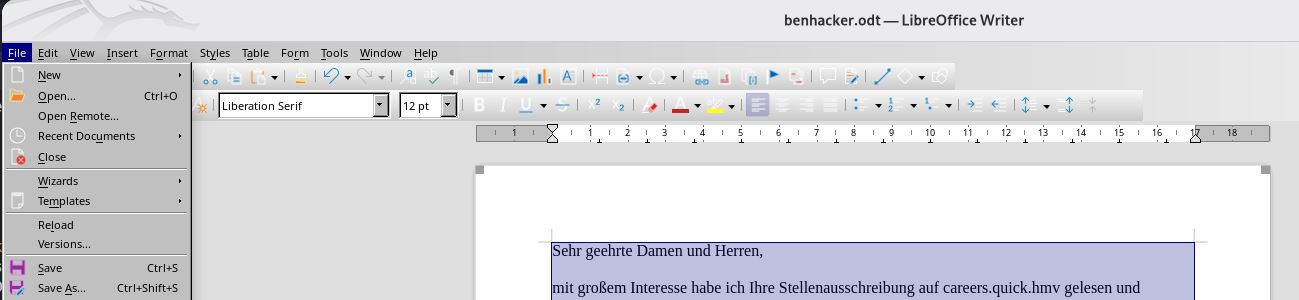 benhacker.odt — LibreOffice Writer
File Edit View Insert Format Styles Table Form Tools Window Help
New
Open... Ctrl+O
Open Remote...
Recent Documents
Close
Wizards
Templates
Reload
Versions...
Save Ctrl+S
Save As... Ctrl+Shift+S
Liberation Serif 12 pt
1 1 2 3 4 5 6 7 8 9 10 11 12 13 14 15 16 17 18
Sehr geehrte Damen und Herren,
mit großem Interesse habe ich Ihre Stellenausschreibung auf careers.quick.hmv gelesen und